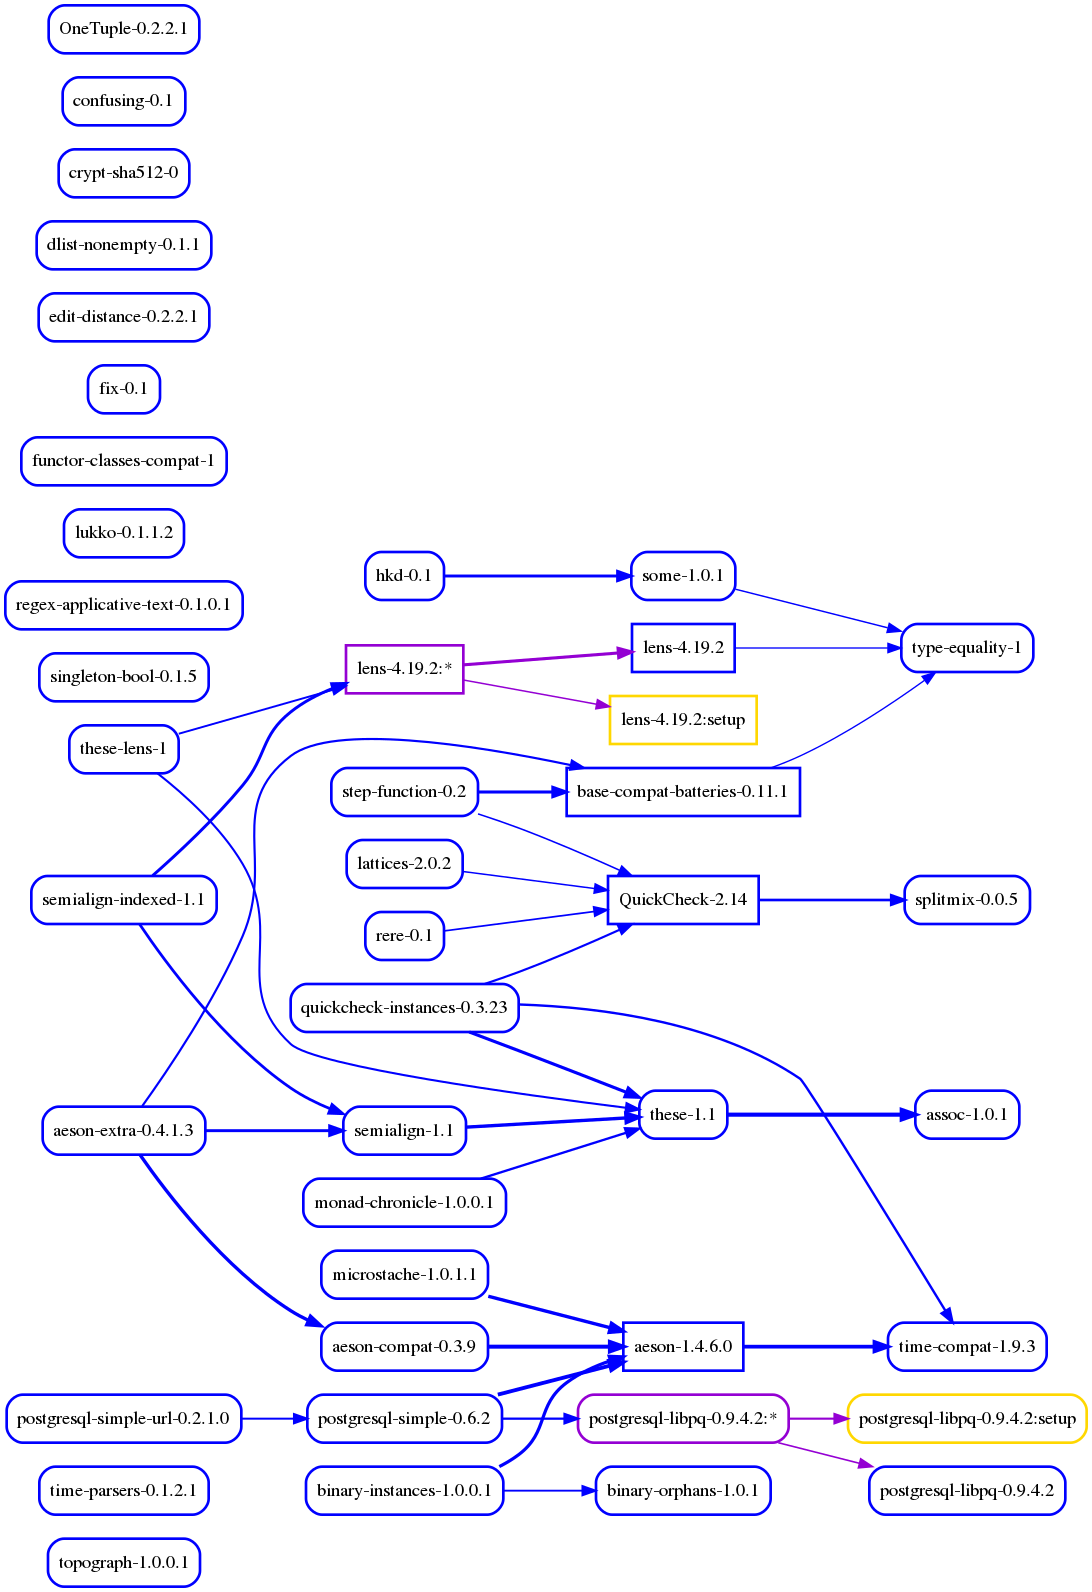 OneTuple-0.2.2.1
confusing-0.1
crypt-sha512-0
dlist-nonempty-0.1.1
edit-distance-0.2.2.1
fix-0.1
functor-classes-compat-1
lukko-0.1.1.2
hkd-0.1
some-1.0.1
regex-applicative-text-0.1.0.1
type-equality-1
lens-4.19.2
lens-4.19.2:*
singleton-bool-0.1.5
lens-4.19.2:setup
these-lens-1
step-function-0.2
base-compat-batteries-0.11.1
lattices-2.0.2
semialign-indexed-1.1
QuickCheck-2.14
splitmix-0.0.5
rere-0.1
quickcheck-instances-0.3.23
these-1.1
assoc-1.0.1
aeson-extra-0.4.1.3
semialign-1.1
monad-chronicle-1.0.0.1
microstache-1.0.1.1
aeson-compat-0.3.9
aeson-1.4.6.0
time-compat-1.9.3
postgresql-simple-url-0.2.1.0
postgresql-simple-0.6.2
postgresql-libpq-0.9.4.2:*
postgresql-libpq-0.9.4.2:setup
time-parsers-0.1.2.1
binary-instances-1.0.0.1
binary-orphans-1.0.1
postgresql-libpq-0.9.4.2
topograph-1.0.0.1